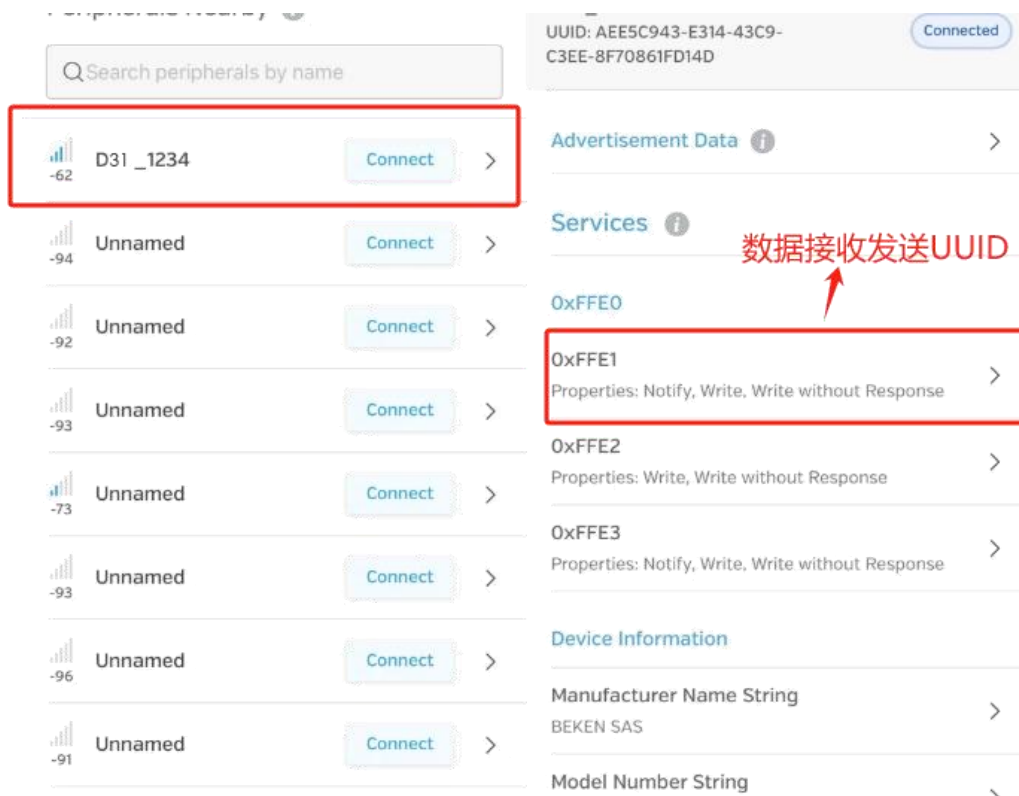 Peripherals Nearby
Search peripherals by name
-62
D31 _1234
Connect
-94
Unnamed
Connect
-92
Unnamed
Connect
-93
Unnamed
Connect
-73
Unnamed
Connect
-93
Unnamed
Connect
-96
Unnamed
Connect
-91
Unnamed
Connect
UUID: AEE5C943-E314-43C9-
C3EE-8F70861FD14D
Connected
Advertisement Data
Services
数据接收发送UUID
0xFFE0
0xFFE1
Properties: Notify, Write, Write without Response
0xFFE2
Properties: Write, Write without Response
0xFFE3
Properties: Notify, Write, Write without Response
Device Information
Manufacturer Name String
BEKEN SAS
Model Number String